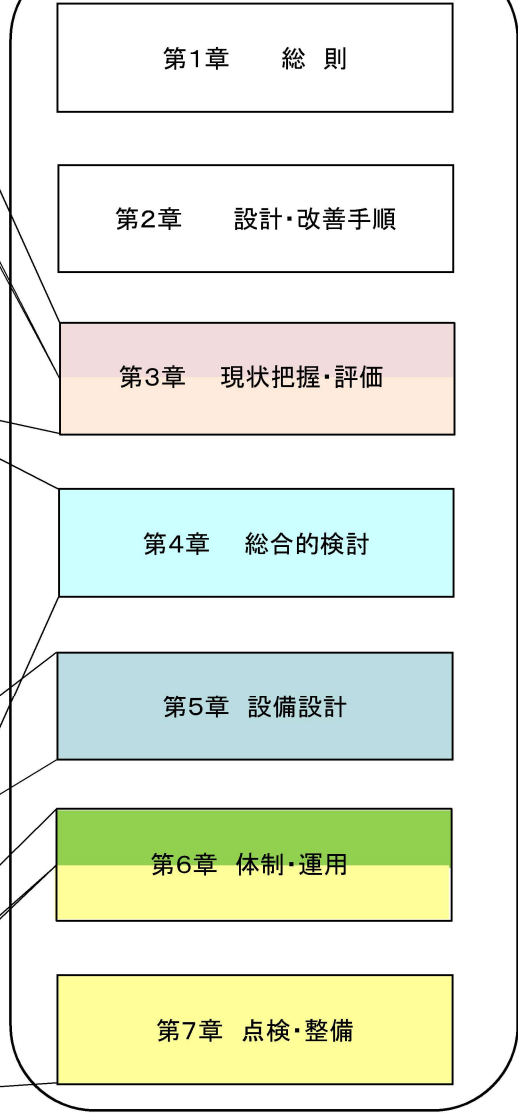 第1章　総　則
第2章　設計・改善手順
第3章　現状把握・評価
第4章　総合的検討
第5章　設備設計
第6章　体制・運用
第7章　点検・整備